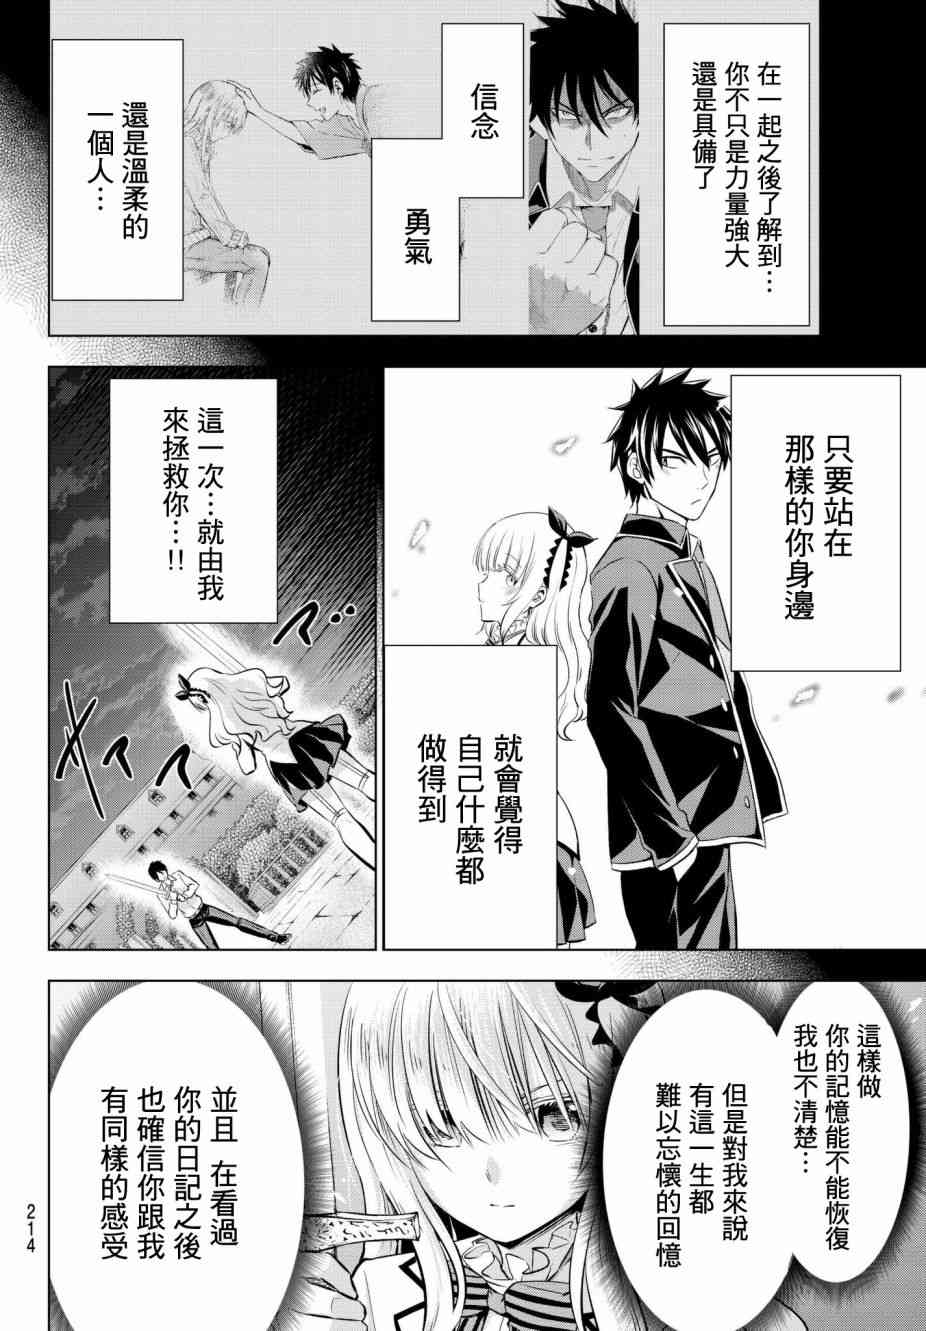 在一起之後了解到…
你不只是力量強大
還是具備了
信念
勇氣
還是溫柔的
一個人…
只要站在
那樣的你身邊
就會覺得
自己什麼都
做得到
這一次…就由我
來拯救你…!!
這樣做
你的記憶能不能恢復
我也不清楚…
但是對我來說
有這一生都
難以忘懷的回憶
並且 在看過
你的日記之後
也確信你跟我
有同樣的感受
214